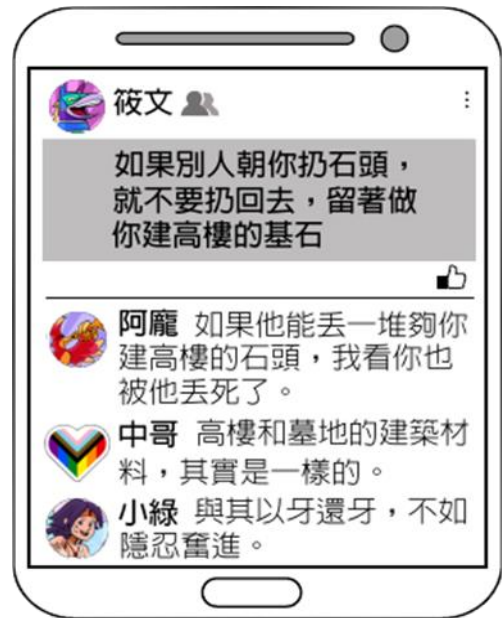 筱文
如果別人朝你扔石頭，
就不要扔回去，留著做
你建高樓的基石
阿龐 如果他能丟一堆夠你
建高樓的石頭，我看你也
被他丟死了。
中哥 高樓和墓地的建築材
料，其實是一樣的。
小綠 與其以牙還牙，不如
隱忍奮進。